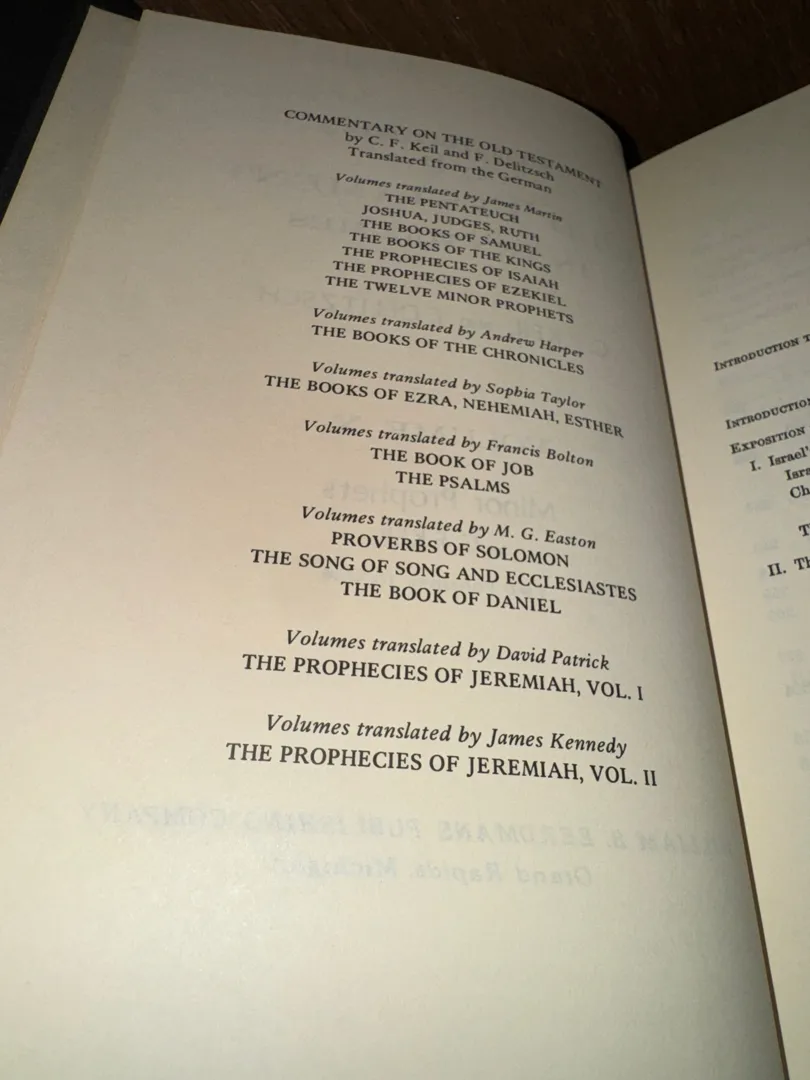 COMMENTARY ON THE OLD TESTAMENT
by C. F. Keil and F. Delitzsch
Translated from the German
Volumes translated by James Martin
THE PENTATEUCH
JOSHUA, JUDGES, RUTH
THE BOOKS OF SAMUEL
THE BOOKS OF THE KINGS
THE PROPHECIES OF ISAIAH
THE PROPHECIES OF EZEKIEL
THE TWELVE MINOR PROPHETS
Volumes translated by Andrew Harper
THE BOOKS OF THE CHRONICLES
Volumes translated by Sophia Taylor
THE BOOKS OF EZRA, NEHEMIAH, ESTHER
Volumes translated by Francis Bolton
THE BOOK OF JOB
THE PSALMS
Volumes translated by M. G. Easton
PROVERBS OF SOLOMON
THE SONG OF SONG AND ECCLESIASTES
THE BOOK OF DANIEL
Volumes translated by David Patrick
THE PROPHECIES OF JEREMIAH, VOL. I
Volumes translated by James Kennedy
THE PROPHECIES OF JEREMIAH, VOL. II
INTRODUCTION
EXPOSITION
I. Israel'
II.